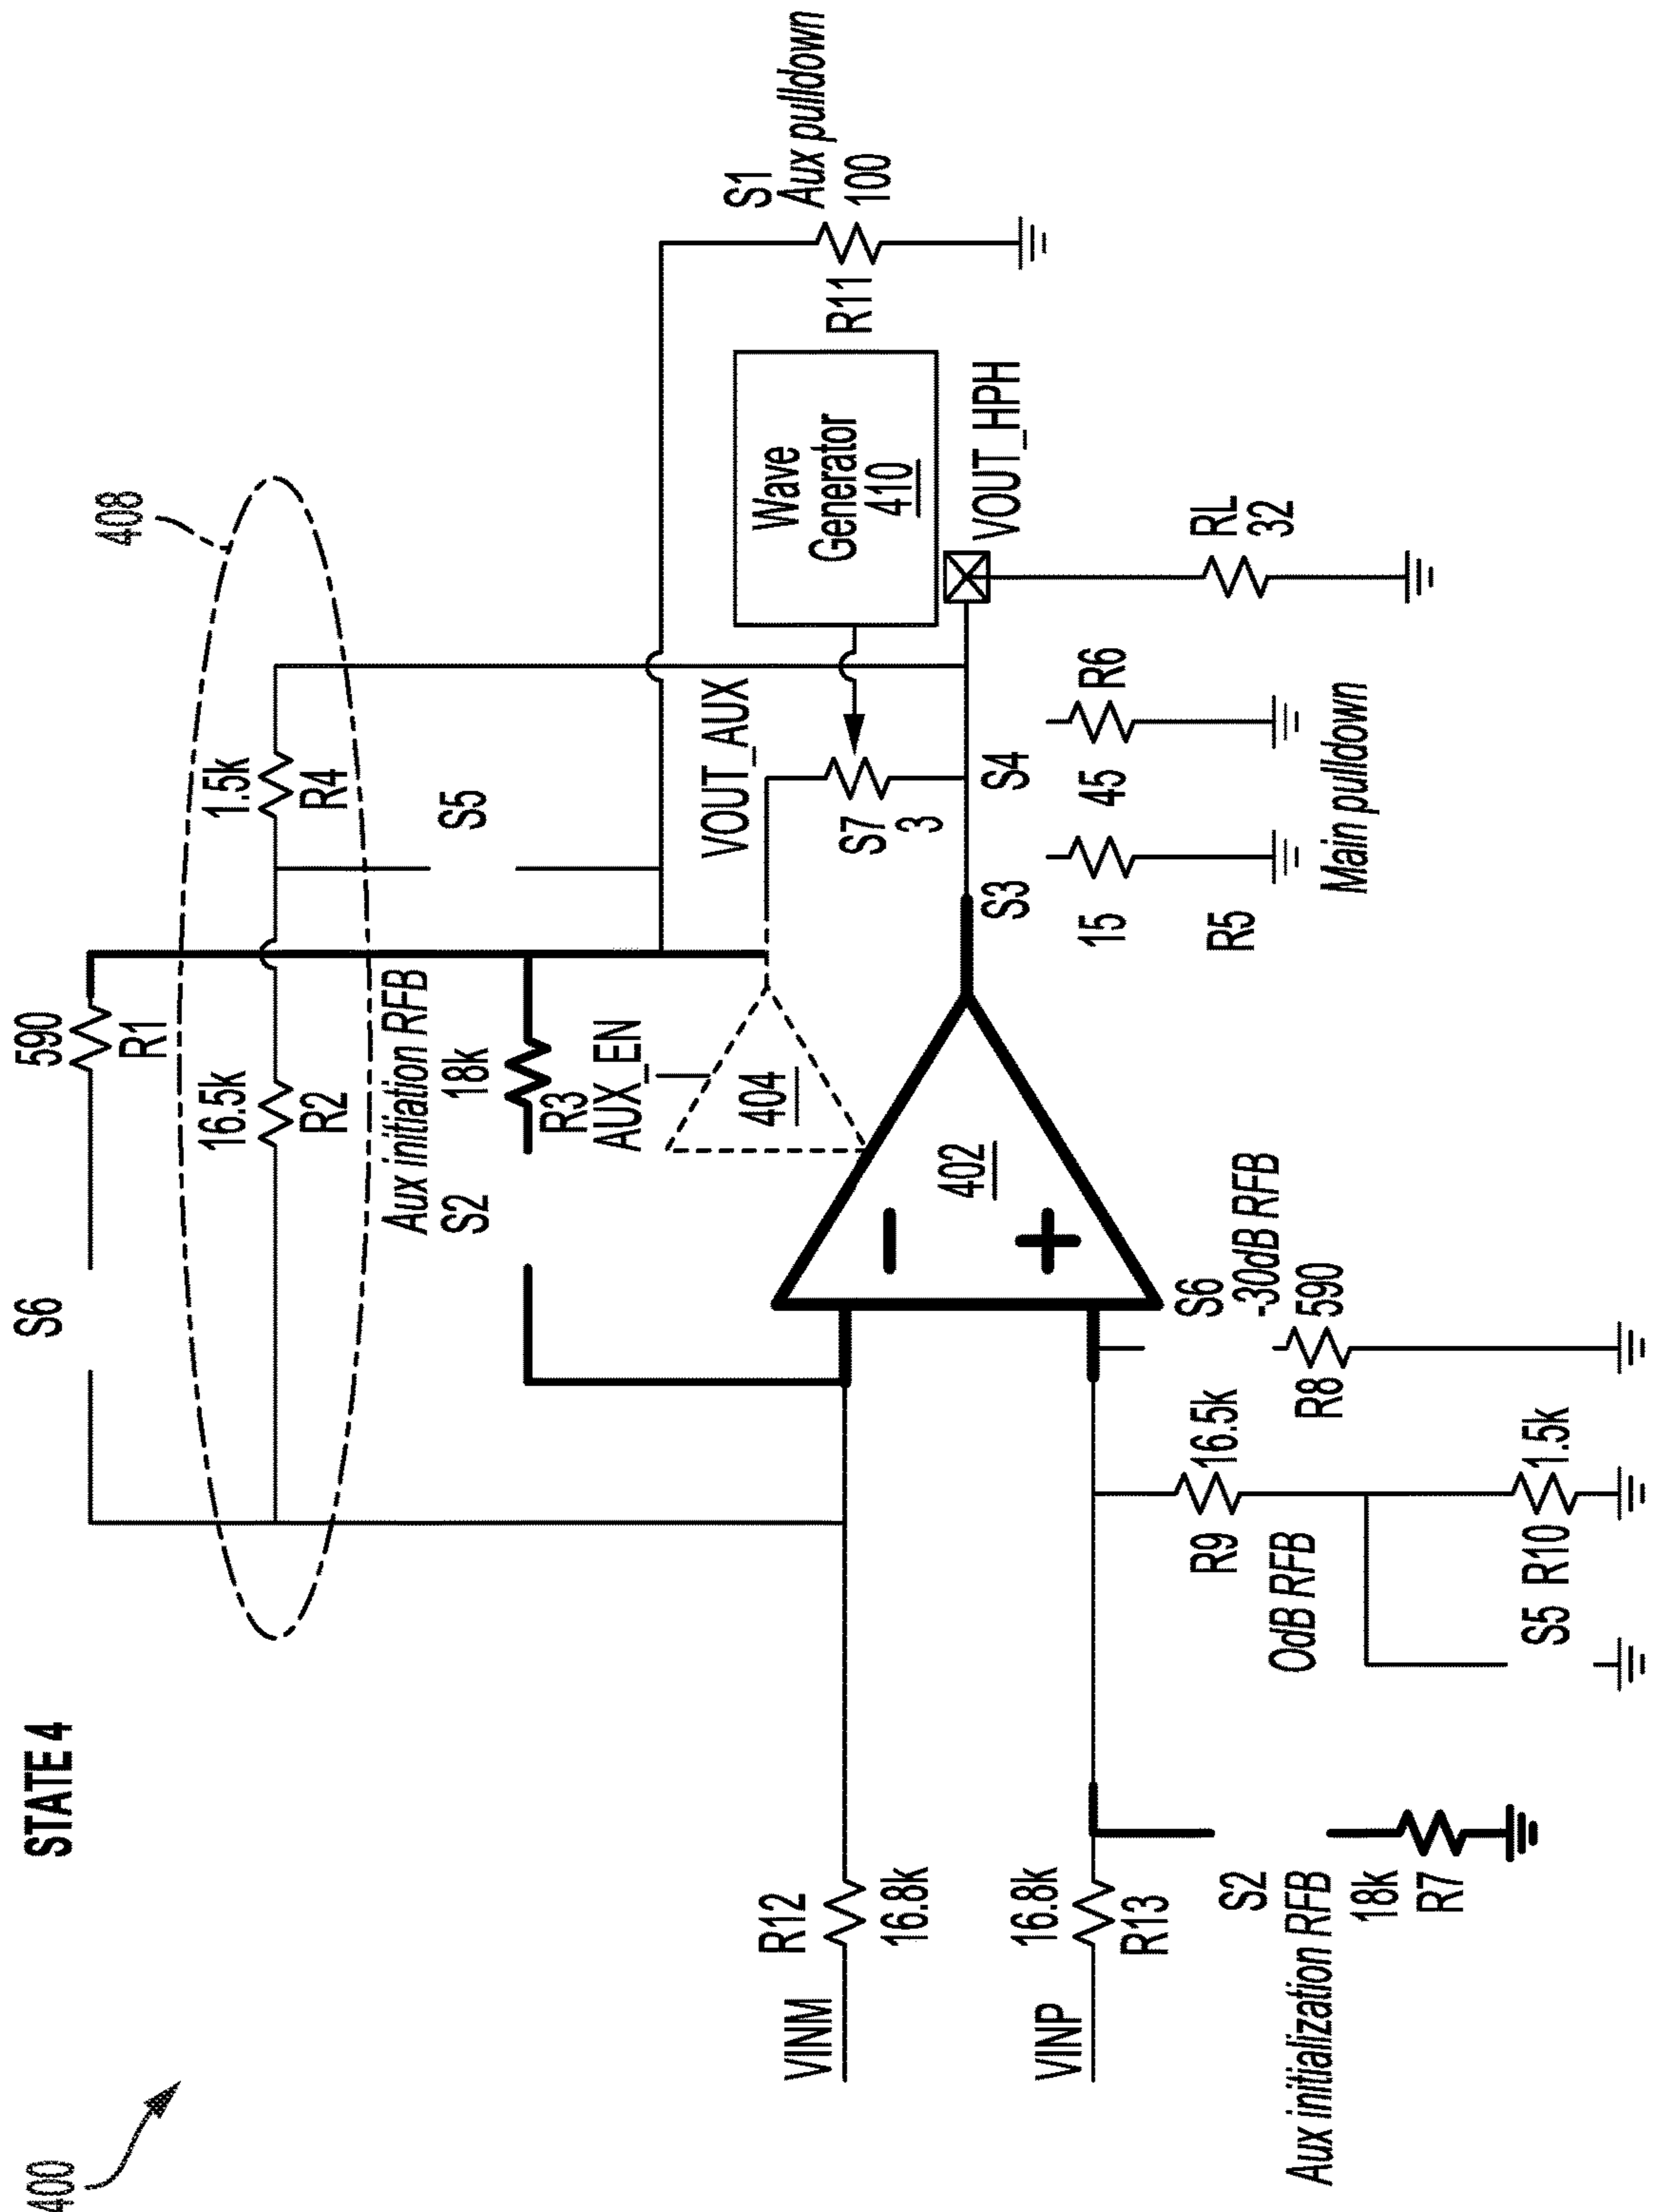 400
STATE 4
408
S6
590
R1
16.5k
R2
1.5k
R4
Aux initiation RFB
S2
18k
R3
S5
AUX_EN
404
VOUT_AUX
S1
Aux pulldown
100
R11
Wave
Generator
410
S7
3
VOUT_HPH
402
−
+
VINM
R12
16.8k
VINP
16.8k
R13
S3
S4
15
R5
45
R6
Main pulldown
RL
32
S6
-30dB RFB
590
R8
16.5k
R9
OdB RFB
1.5k
R10
S5
S2
Aux initialization RFB
18k
R7